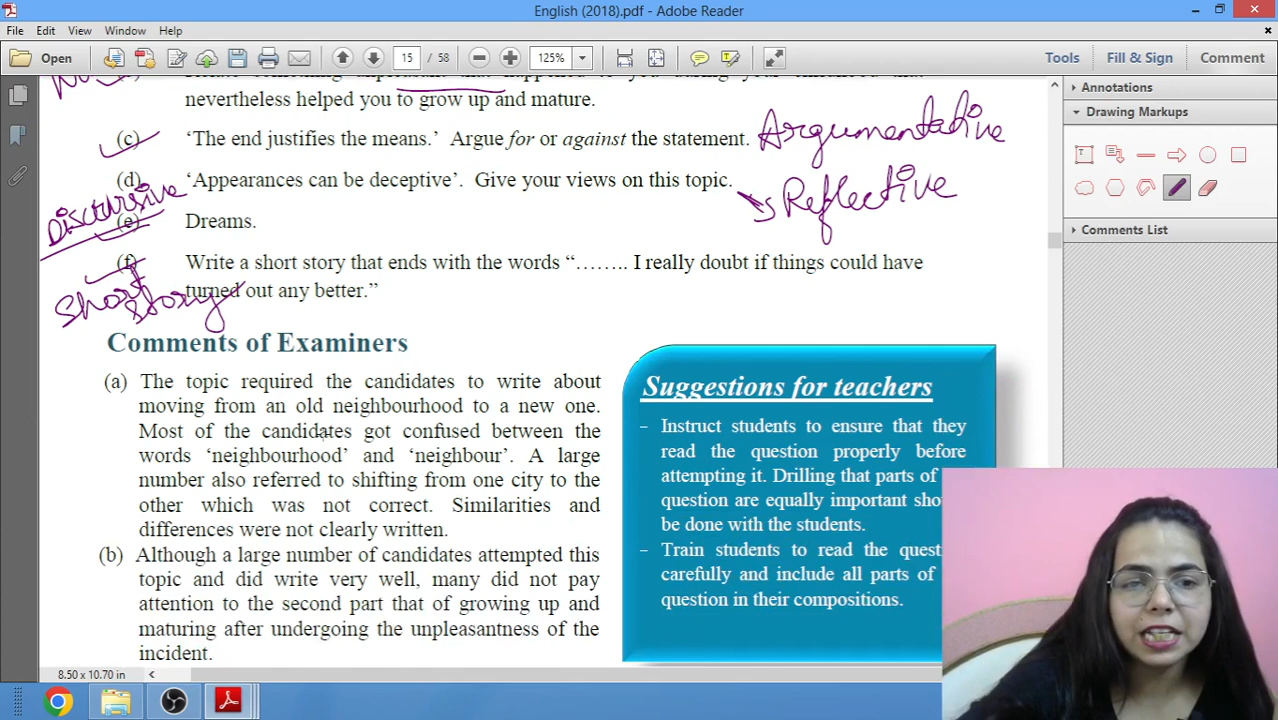 English (2018).pdf - Adobe Reader
File Edit View Window Help
Open 15 / 58 125% Tools Fill & Sign Comment
nevertheless helped you to grow up and mature.
(c) ‘The end justifies the means.’ Argue for or against the statement. Argumentative
(d) ‘Appearances can be deceptive’. Give your views on this topic.
Reflective
Discursive
(e) Dreams.
(f) Write a short story that ends with the words “…….. I really doubt if things could have
turned out any better.”
Short
story
Comments of Examiners
(a) The topic required the candidates to write about
moving from an old neighbourhood to a new one.
Most of the candidates got confused between the
words ‘neighbourhood’ and ‘neighbour’. A large
number also referred to shifting from one city to the
other which was not correct. Similarities and
differences were not clearly written.
(b) Although a large number of candidates attempted this
topic and did write very well, many did not pay
attention to the second part that of growing up and
maturing after undergoing the unpleasantness of the
incident.
Suggestions for teachers
– Instruct students to ensure that they
read the question properly before
attempting it. Drilling that parts of
question are equally important
be done with the students.
– Train students to read the
carefully and include all parts of
question in their compositions.
Annotations
Drawing Markups
Comments List
8.50 x 10.70 in